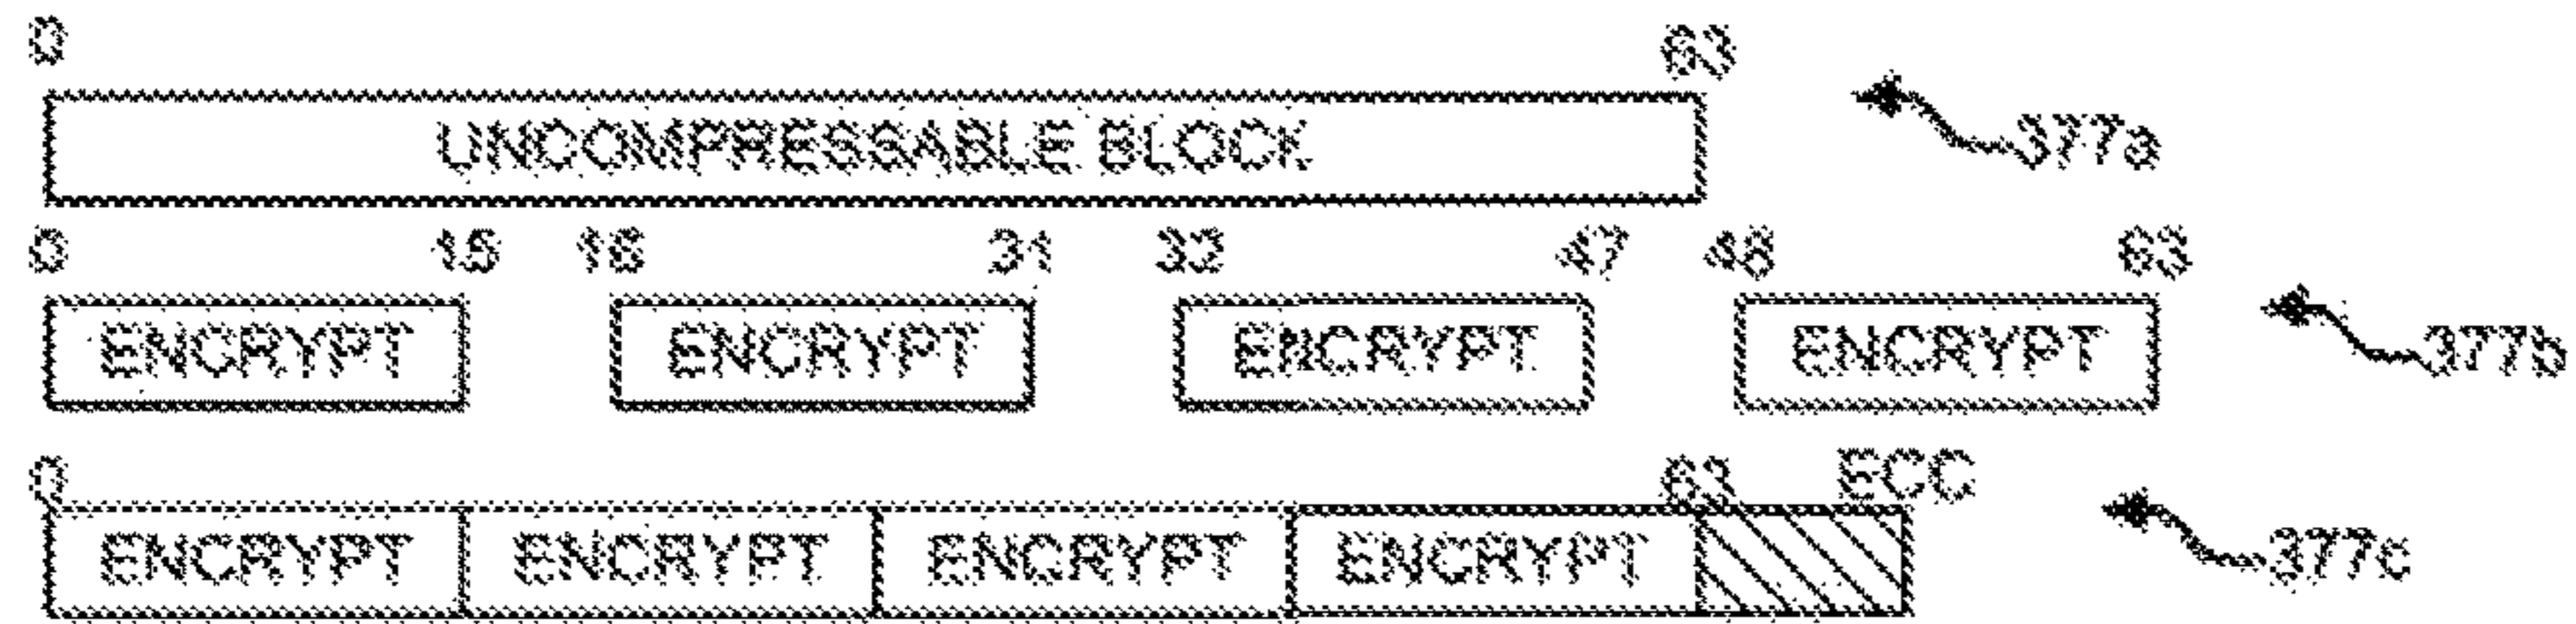 0 63
UNCOMPRESSABLE BLOCK 377a
0 15 16 31 32 47 48 63
ENCRYPT ENCRYPT ENCRYPT ENCRYPT 377b
0 63 ECC
ENCRYPT ENCRYPT ENCRYPT ENCRYPT 377c